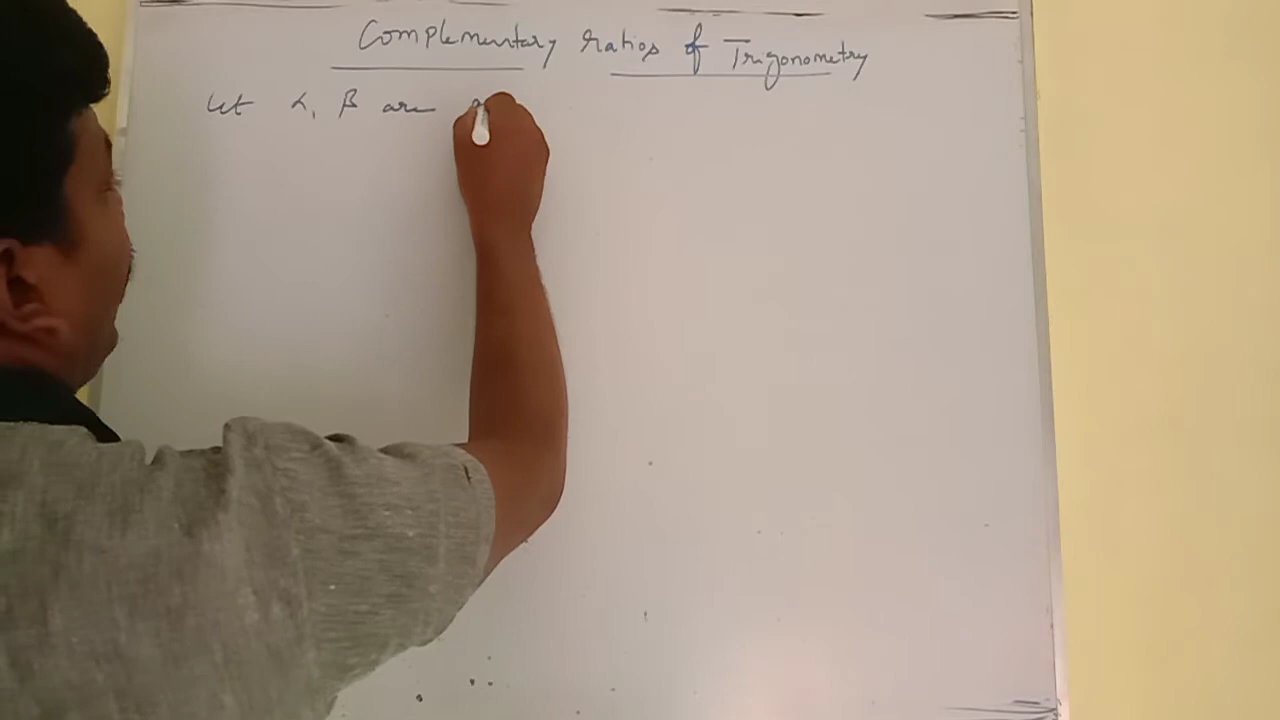 Complementary ratios of Trigonometry
Let α, β are